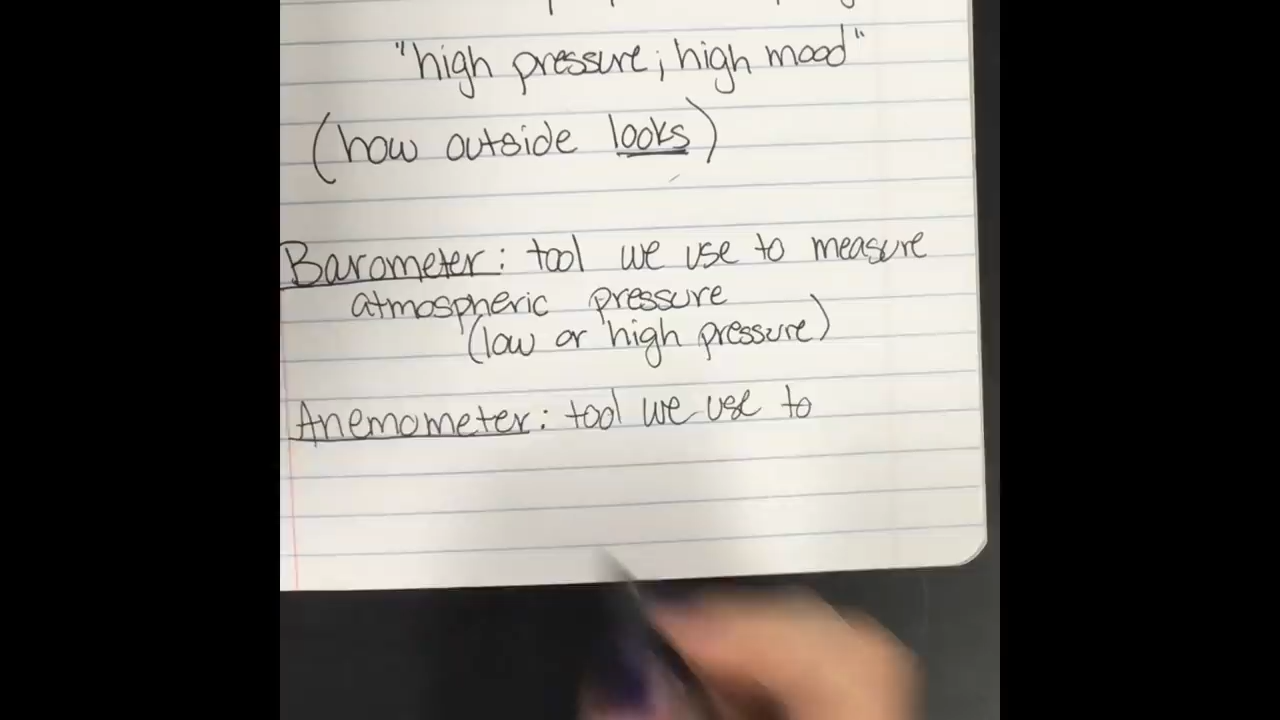 "high pressure; high mood"
(how outside looks)
Barometer: tool we use to measure
atmospheric pressure
(low or high pressure)
Anemometer: tool we use to